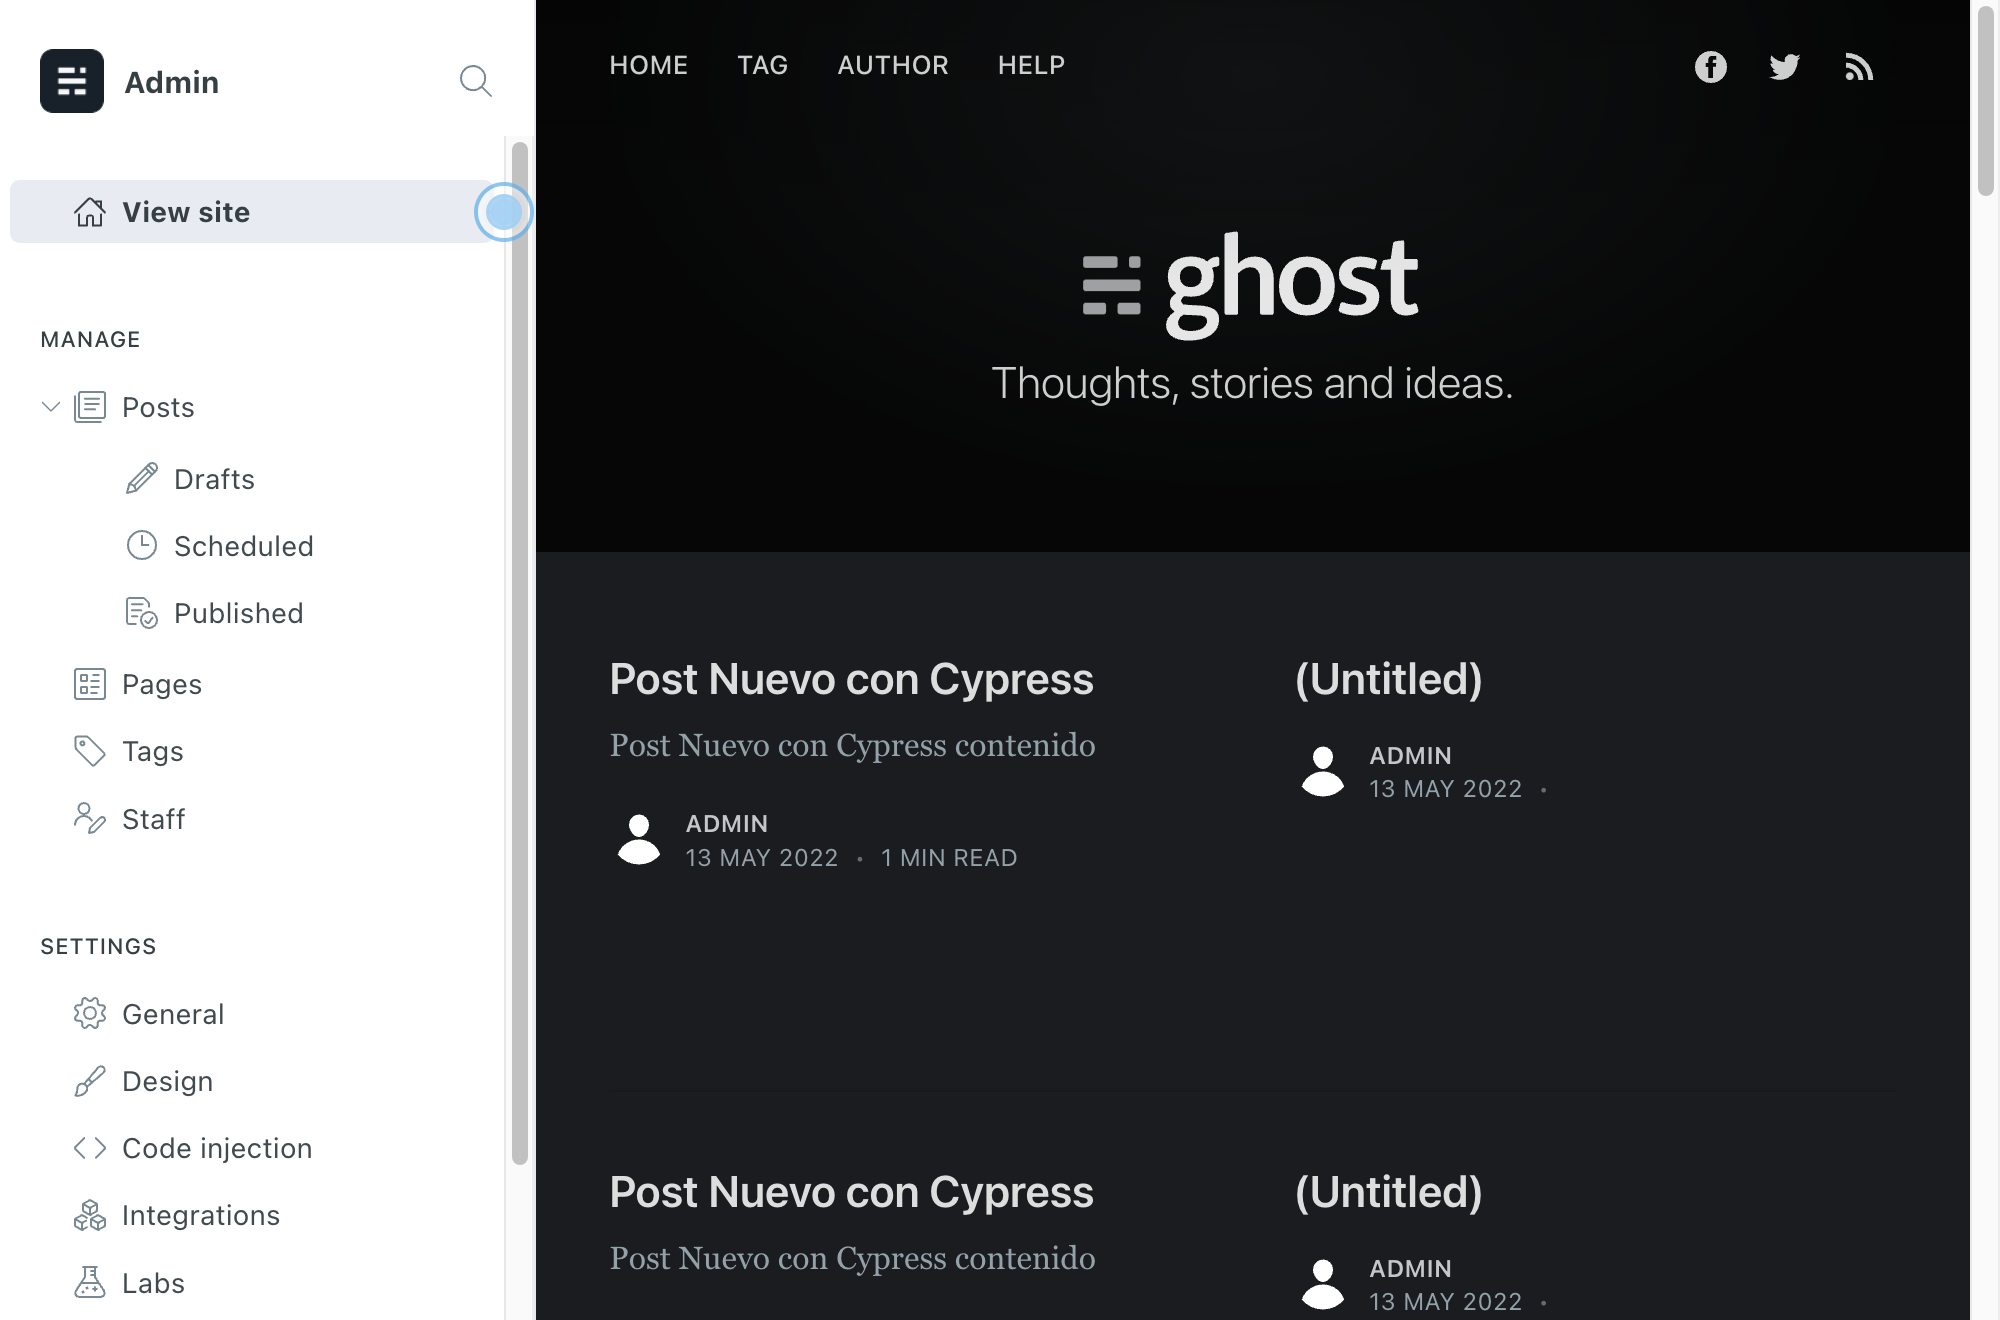 Admin
View site
MANAGE
Posts
Drafts
Scheduled
Published
Pages
Tags
Staff
SETTINGS
General
Design
Code injection
Integrations
Labs
HOME TAG AUTHOR HELP
ghost
Thoughts, stories and ideas.
Post Nuevo con Cypress
Post Nuevo con Cypress contenido
ADMIN
13 MAY 2022 • 1 MIN READ
(Untitled)
ADMIN
13 MAY 2022 •
Post Nuevo con Cypress
Post Nuevo con Cypress contenido
(Untitled)
ADMIN
13 MAY 2022 •